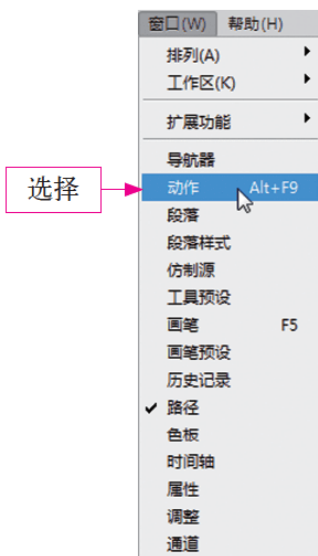 窗口(W) 帮助(H)
排列(A)
工作区(K)
扩展功能
导航器
选择
动作 Alt+F9
段落
段落样式
仿制源
工具预设
画笔 F5
画笔预设
历史记录
路径
色板
时间轴
属性
调整
通道